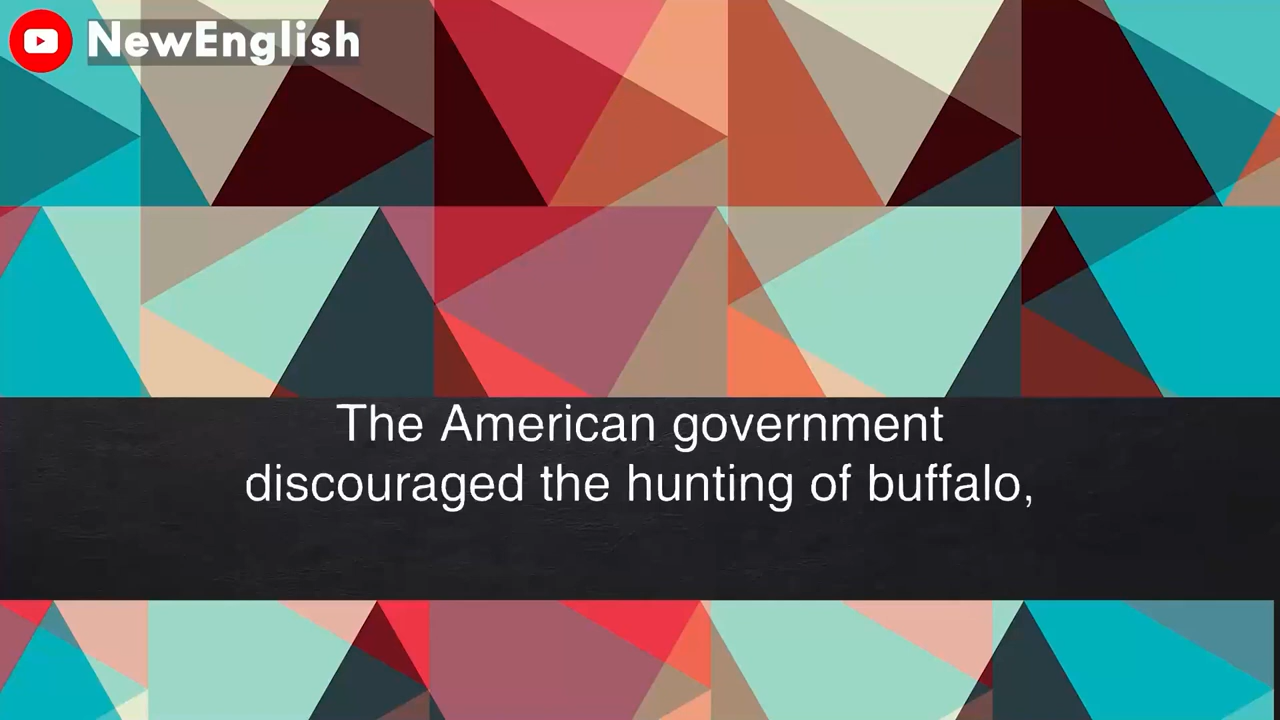 NewEnglish
The American government
discouraged the hunting of buffalo,